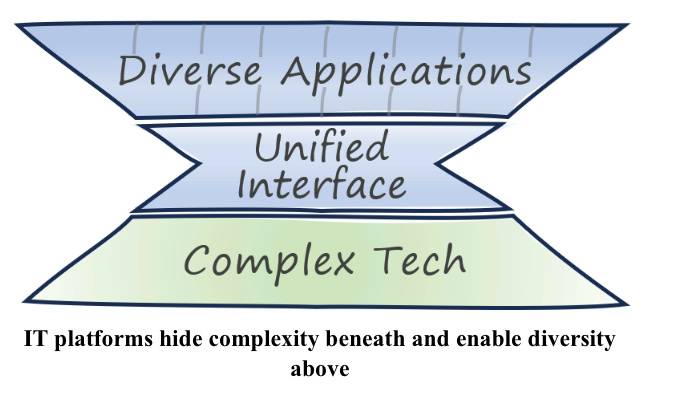 Diverse Applications
Unified
Interface
Complex Tech
IT platforms hide complexity beneath and enable diversity
above